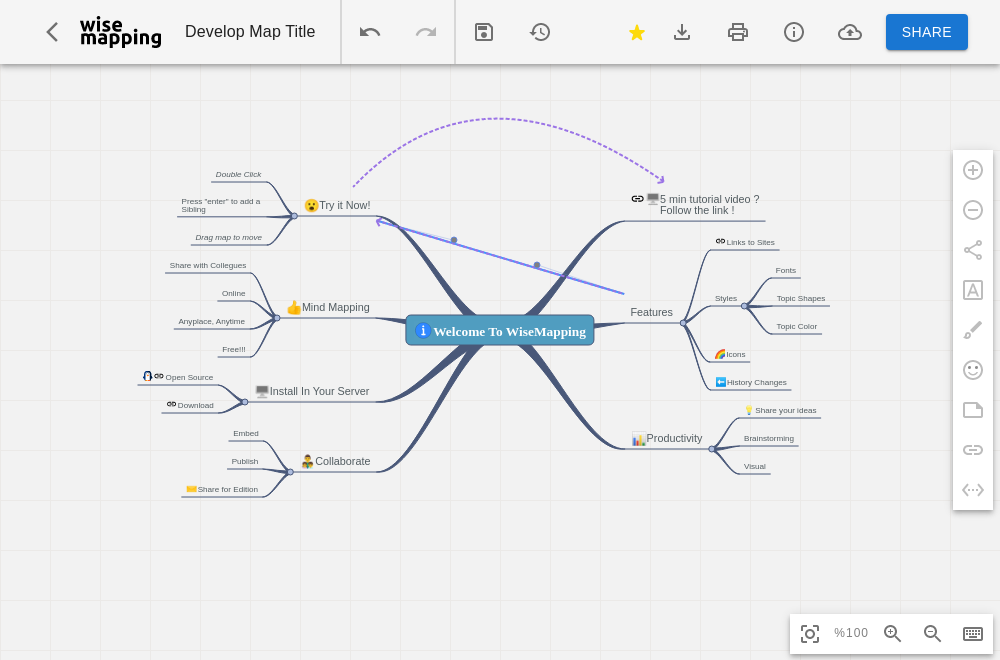 wise
mapping
Develop Map Title
SHARE
Double Click
Press "enter" to add a
Sibling
Drag map to move
Try it Now!
5 min tutorial video ?
Follow the link !
Share with Collegues
Online
Anyplace, Anytime
Free!!!
Mind Mapping
Links to Sites
Features
Styles
Fonts
Topic Shapes
Topic Color
Icons
History Changes
Welcome To WiseMapping
Open Source
Download
Install In Your Server
Embed
Publish
Share for Edition
Collaborate
Productivity
Share your ideas
Brainstorming
Visual
%100